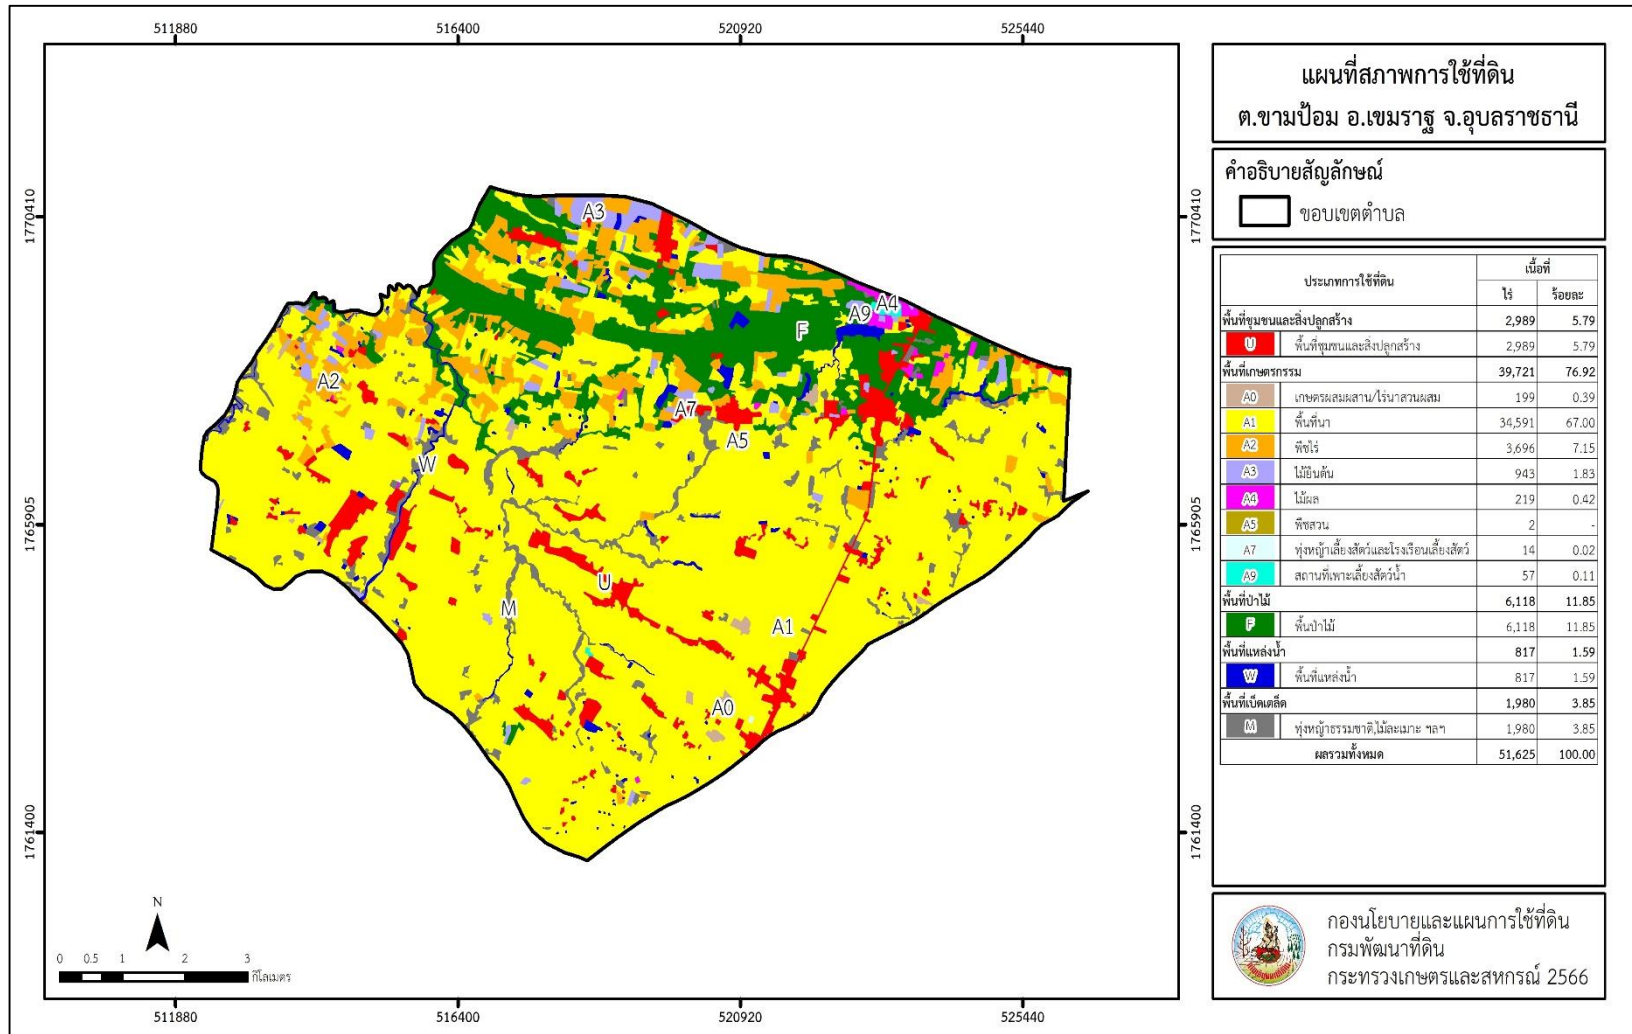 511880 516400 520920 525440
1770410 1770410
1765905 1765905
1761400 1761400
511880 516400 520920 525440
A3
A4
A9
F
A2
A7
A5
W
U
M
A1
A0
N
0 0.5 1 2 3
กิโลเมตร
แผนที่สภาพการใช้ที่ดิน
ต.ขามป้อม อ.เขมราฐ จ.อุบลราชธานี
คำอธิบายสัญลักษณ์
ขอบเขตตำบล
ประเภทการใช้ที่ดิน เนื้อที่
ไร่ ร้อยละ
พื้นที่ชุมชนและสิ่งปลูกสร้าง 2,989 5.79
U พื้นที่ชุมชนและสิ่งปลูกสร้าง 2,989 5.79
พื้นที่เกษตรกรรม 39,721 76.92
A0 เกษตรผสมผสาน/ไร่นาสวนผสม 199 0.39
A1 พื้นที่นา 34,591 67.00
A2 พืชไร่ 3,696 7.15
A3 ไม้ยืนต้น 943 1.83
A4 ไม้ผล 219 0.42
A5 พืชสวน 2 -
A7 ทุ่งหญ้าเลี้ยงสัตว์และโรงเรือนเลี้ยงสัตว์ 14 0.02
A9 สถานที่เพาะเลี้ยงสัตว์น้ำ 57 0.11
พื้นที่ป่าไม้ 6,118 11.85
F พื้นป่าไม้ 6,118 11.85
พื้นที่แหล่งน้ำ 817 1.59
W พื้นที่แหล่งน้ำ 817 1.59
พื้นที่เบ็ดเตล็ด 1,980 3.85
M ทุ่งหญ้าธรรมชาติ,ไม้ละเมาะ ฯลฯ 1,980 3.85
ผลรวมทั้งหมด 51,625 100.00
กองนโยบายและแผนการใช้ที่ดิน
กรมพัฒนาที่ดิน
กระทรวงเกษตรและสหกรณ์ 2566